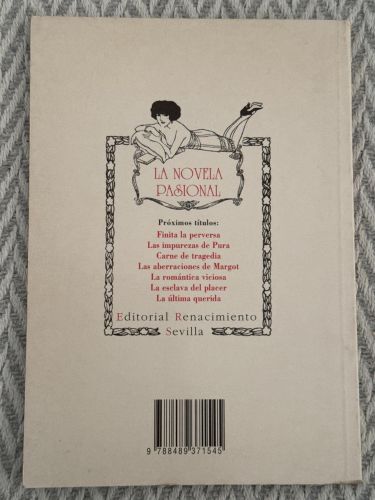 LA NOVELA
PASIONAL
Próximos títulos:
Finita la perversa
Las impurezas de Pura
Carne de tragedia
Las aberraciones de Margot
La romántica viciosa
La esclava del placer
La última querida
Editorial Renacimiento
Sevilla
9 788489 371545